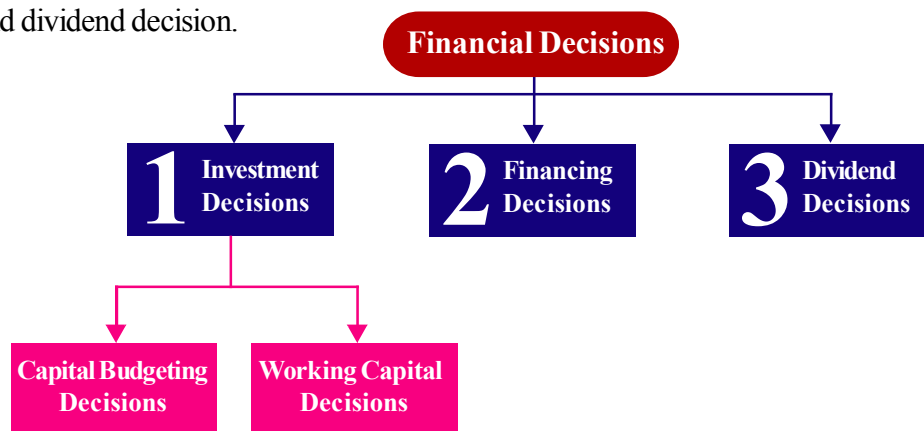 d dividend decision.
Financial Decisions
1 Investment
Decisions
2 Financing
Decisions
3 Dividend
Decisions
Capital Budgeting
Decisions
Working Capital
Decisions